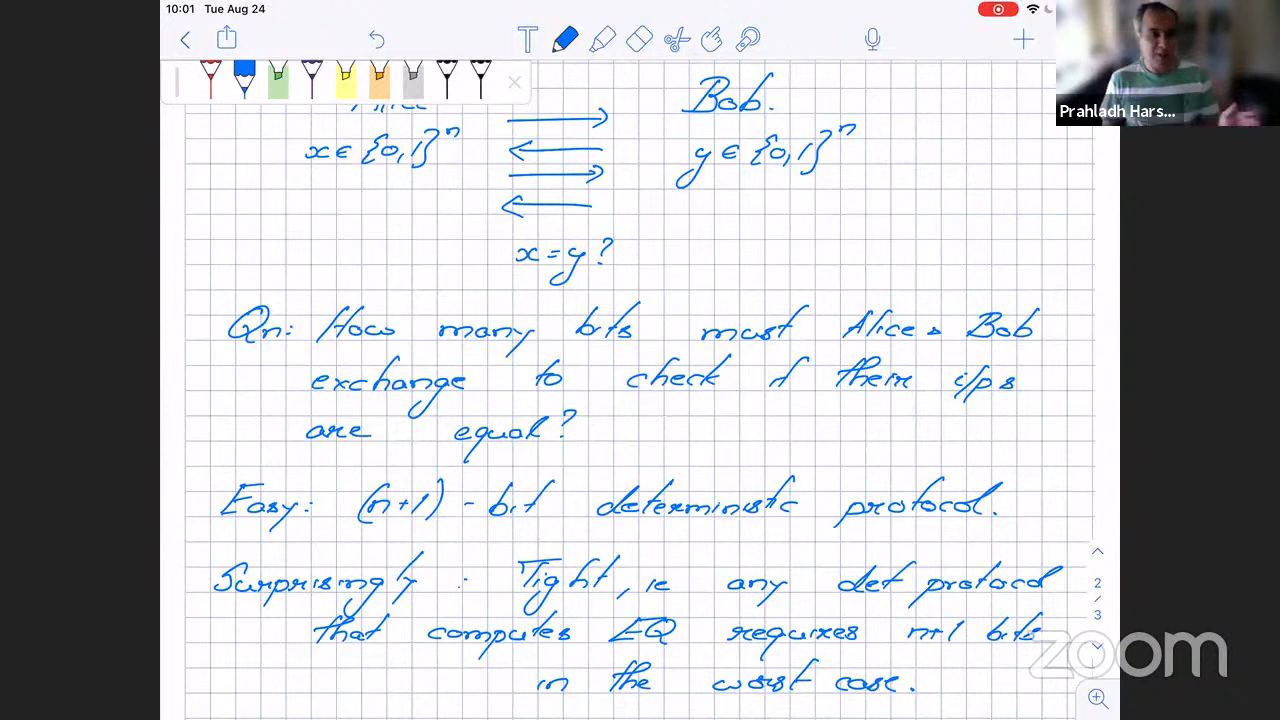 10:01 Tue Aug 24
Prahladh Hars...
Alice Bob.
x ∈ {0,1}^n y ∈ {0,1}^n
x = y?
Qn: How many bits must Alice & Bob
exchange to check if their i/ps
are equal?
Easy: (n+1) - bit deterministic protocol.
Surprisingly : Tight, ie any det protocol
that computes EQ requires n+1 bits
in the worst case.
2
3
zoom